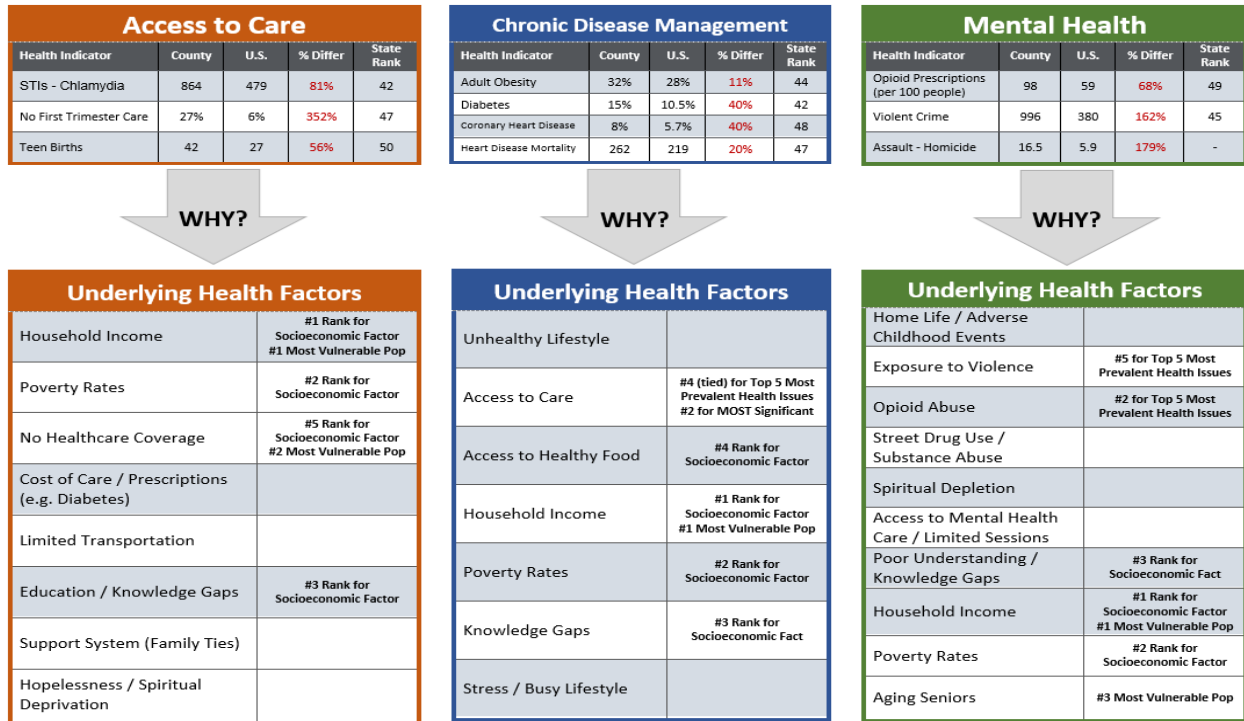 Access to Care
Health Indicator County U.S. % Differ State
Rank
STIs - Chlamydia 864 479 81% 42
No First Trimester Care 27% 6% 352% 47
Teen Births 42 27 56% 50
WHY?
Underlying Health Factors
Household Income
#1 Rank for
Socioeconomic Factor
#1 Most Vulnerable Pop
Poverty Rates
#2 Rank for
Socioeconomic Factor
No Healthcare Coverage
#5 Rank for
Socioeconomic Factor
#2 Most Vulnerable Pop
Cost of Care / Prescriptions
(e.g. Diabetes)
Limited Transportation
Education / Knowledge Gaps
#3 Rank for
Socioeconomic Factor
Support System (Family Ties)
Hopelessness / Spiritual
Deprivation
Chronic Disease Management
Health Indicator County U.S. % Differ State
Rank
Adult Obesity 32% 28% 11% 44
Diabetes 15% 10.5% 40% 42
Coronary Heart Disease 8% 5.7% 40% 48
Heart Disease Mortality 262 219 20% 47
WHY?
Underlying Health Factors
Unhealthy Lifestyle
Access to Care
#4 (tied) for Top 5 Most
Prevalent Health Issues
#2 for MOST Significant
Access to Healthy Food
#4 Rank for
Socioeconomic Factor
Household Income
#1 Rank for
Socioeconomic Factor
#1 Most Vulnerable Pop
Poverty Rates
#2 Rank for
Socioeconomic Factor
Knowledge Gaps
#3 Rank for
Socioeconomic Fact
Stress / Busy Lifestyle
Mental Health
Health Indicator County U.S. % Differ State
Rank
Opioid Prescriptions
(per 100 people) 98 59 68% 49
Violent Crime 996 380 162% 45
Assault - Homicide 16.5 5.9 179% -
WHY?
Underlying Health Factors
Home Life / Adverse
Childhood Events
Exposure to Violence
#5 for Top 5 Most
Prevalent Health Issues
Opioid Abuse
#2 for Top 5 Most
Prevalent Health Issues
Street Drug Use /
Substance Abuse
Spiritual Depletion
Access to Mental Health
Care / Limited Sessions
Poor Understanding /
Knowledge Gaps
#3 Rank for
Socioeconomic Fact
Household Income
#1 Rank for
Socioeconomic Factor
#1 Most Vulnerable Pop
Poverty Rates
#2 Rank for
Socioeconomic Factor
Aging Seniors
#3 Most Vulnerable Pop